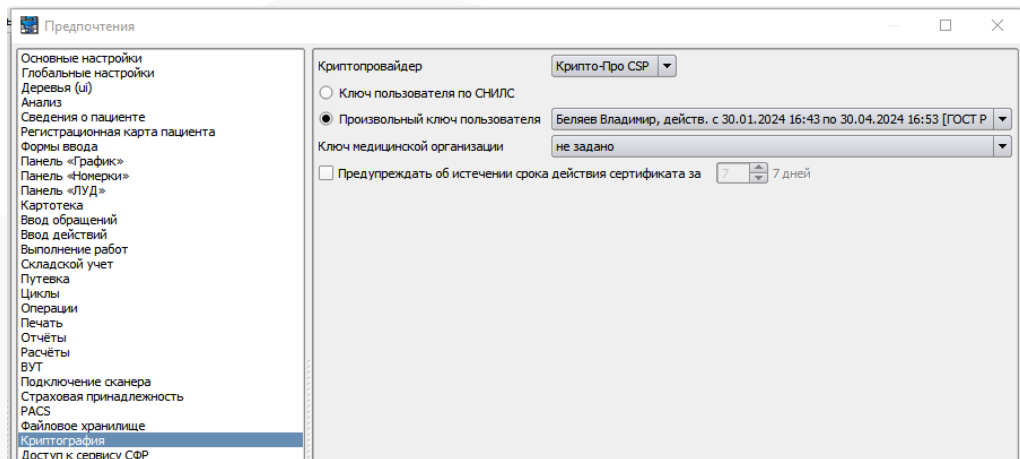 Предпочтения
Основные настройки
Глобальные настройки
Деревья (ui)
Анализ
Сведения о пациенте
Регистрационная карта пациента
Формы ввода
Панель «График»
Панель «Номерки»
Панель «ЛУД»
Картотека
Ввод обращений
Ввод действий
Выполнение работ
Складской учет
Путевка
Циклы
Операции
Печать
Отчёты
Расчёты
ВУТ
Подключение сканера
Страховая принадлежность
PACS
Файловое хранилище
Криптография
Доступ к сервису СФР
Криптопровайдер Крипто-Про CSP
Ключ пользователя по СНИЛС
Произвольный ключ пользователя Беляев Владимир, действ. с 30.01.2024 16:43 по 30.04.2024 16:53 [ГОСТ Р
Ключ медицинской организации не задано
Предупреждать об истечении срока действия сертификата за 7 7 дней